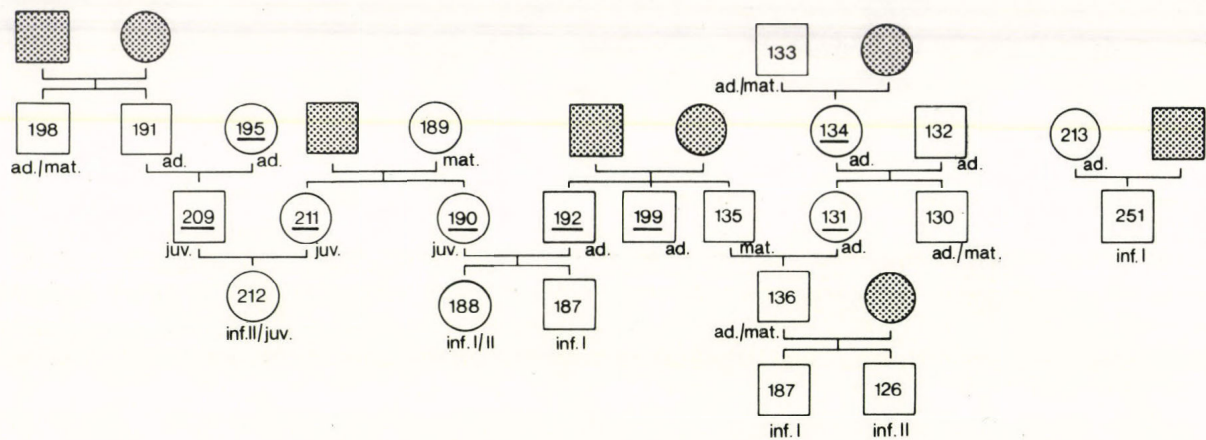 133
ad./mat.
198 191 195 189 134 132 213
ad./mat. ad. ad. mat. ad. ad. ad.
209 211 190 192 199 135 131 130 251
juv. juv. juv. ad. ad. mat. ad. ad./mat. inf. I
212 188 187 136
inf. II/juv. inf. I/II inf. I ad./mat.
187 126
inf. I inf. II